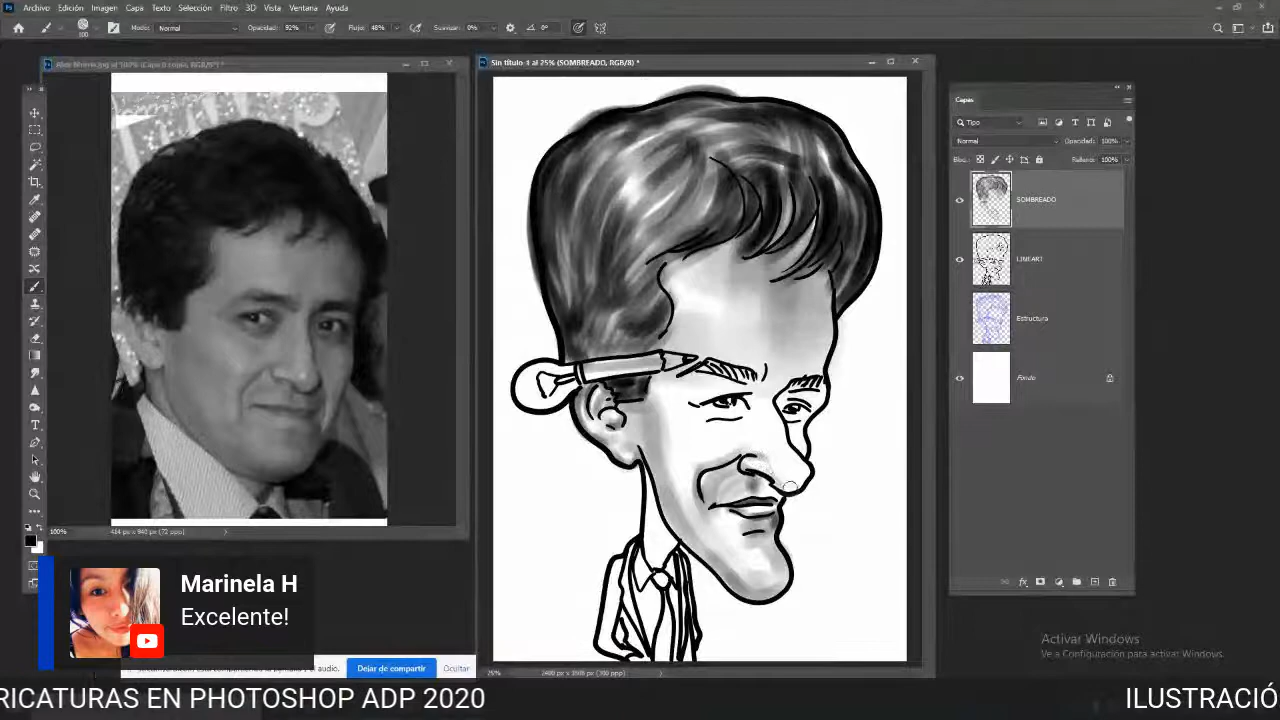 Archivo Edición Imagen Capa Texto Selección Filtro 3D Vista Ventana Ayuda
Modo: Normal Opacidad: 92% Flujo: 48% Suavizar: 0% 0°
100
Sin título-1 al 25% (SOMBREADO, RGB/8) *
Capas
Tipo
Normal Opacidad: 100%
Bloq.: Relleno: 100%
SOMBREADO
LINEART
Estructura
Fondo
100%
25%
Marinela H
Excelente!
Dejar de compartir
Ocultar
Activar Windows
Ve a Configuración para activar Windows.
RICATURAS EN PHOTOSHOP ADP 2020
ILUSTRACIÓ